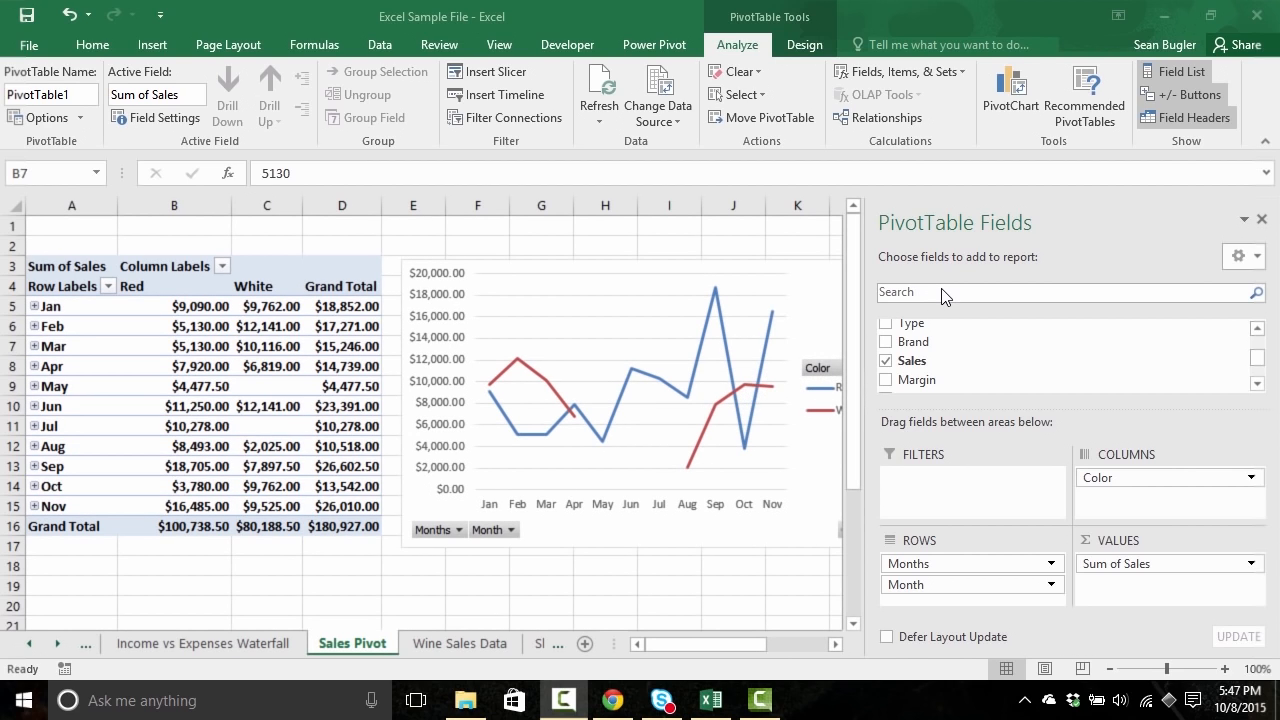 Excel Sample File - Excel
PivotTable Tools
File Home Insert Page Layout Formulas Data Review View Developer Power Pivot Analyze Design Tell me what you want to do... Sean Bugler Share
PivotTable Name:
PivotTable1
Options
PivotTable
Active Field:
Sum of Sales
Field Settings
Drill Down
Drill Up
Active Field
Group Selection
Ungroup
Group Field
Group
Insert Slicer
Insert Timeline
Filter Connections
Filter
Refresh
Change Data Source
Data
Clear
Select
Move PivotTable
Actions
Fields, Items, & Sets
OLAP Tools
Relationships
Calculations
PivotChart
Recommended PivotTables
Tools
Field List
+/- Buttons
Field Headers
Show
B7 fx 5130
A B C D E F G H I J K
1
2
3 Sum of Sales Column Labels
4 Row Labels Red White Grand Total
5 Jan $9,090.00 $9,762.00 $18,852.00
6 Feb $5,130.00 $12,141.00 $17,271.00
7 Mar $5,130.00 $10,116.00 $15,246.00
8 Apr $7,920.00 $6,819.00 $14,739.00
9 May $4,477.50 $4,477.50
10 Jun $11,250.00 $12,141.00 $23,391.00
11 Jul $10,278.00 $10,278.00
12 Aug $8,493.00 $2,025.00 $10,518.00
13 Sep $18,705.00 $7,897.50 $26,602.50
14 Oct $3,780.00 $9,762.00 $13,542.00
15 Nov $16,485.00 $9,525.00 $26,010.00
16 Grand Total $100,738.50 $80,188.50 $180,927.00
17
18
19
20
21
$20,000.00
$18,000.00
$16,000.00
$14,000.00
$12,000.00
$10,000.00
$8,000.00
$6,000.00
$4,000.00
$2,000.00
$0.00
Jan Feb Mar Apr May Jun Jul Aug Sep Oct Nov
Months Month
Color
R
W
PivotTable Fields
Choose fields to add to report:
Search
Type
Brand
Sales
Margin
Drag fields between areas below:
FILTERS
COLUMNS
Color
ROWS
Months
Month
Σ VALUES
Sum of Sales
Defer Layout Update
UPDATE
... Income vs Expenses Waterfall Sales Pivot Wine Sales Data Sl ...
Ready
100%
Ask me anything
5:47 PM
10/8/2015